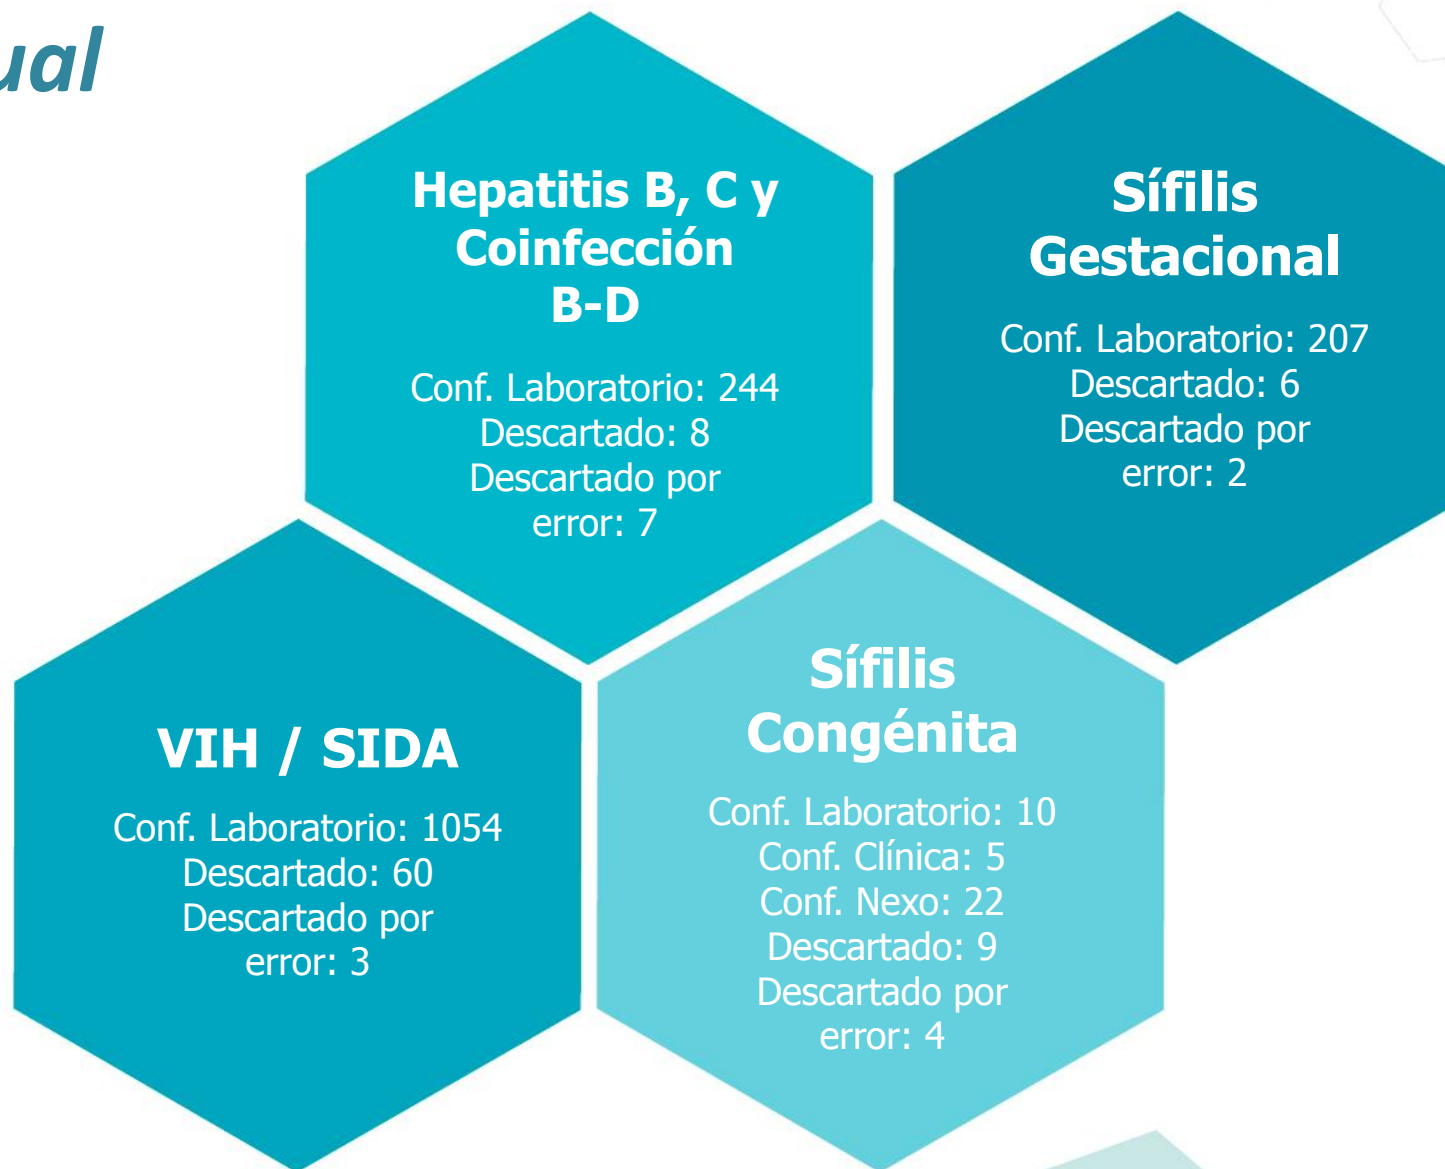 Hepatitis B, C y
Coinfección
B-D
Conf. Laboratorio: 244
Descartado: 8
Descartado por
error: 7
Sífilis
Gestacional
Conf. Laboratorio: 207
Descartado: 6
Descartado por
error: 2
VIH / SIDA
Conf. Laboratorio: 1054
Descartado: 60
Descartado por
error: 3
Sífilis
Congénita
Conf. Laboratorio: 10
Conf. Clínica: 5
Conf. Nexo: 22
Descartado: 9
Descartado por
error: 4